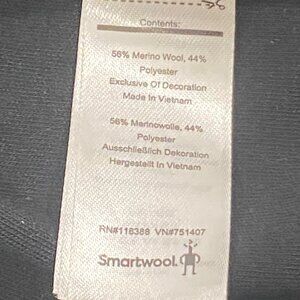 Contents:
56% Merino Wool, 44%
Polyester
Exclusive Of Decoration
Made In Vietnam
56% Merinowolle, 44%
Polyester
Ausschließlich Dekoration
Hergestellt In Vietnam
RN#116388 VN#751407
Smartwool.